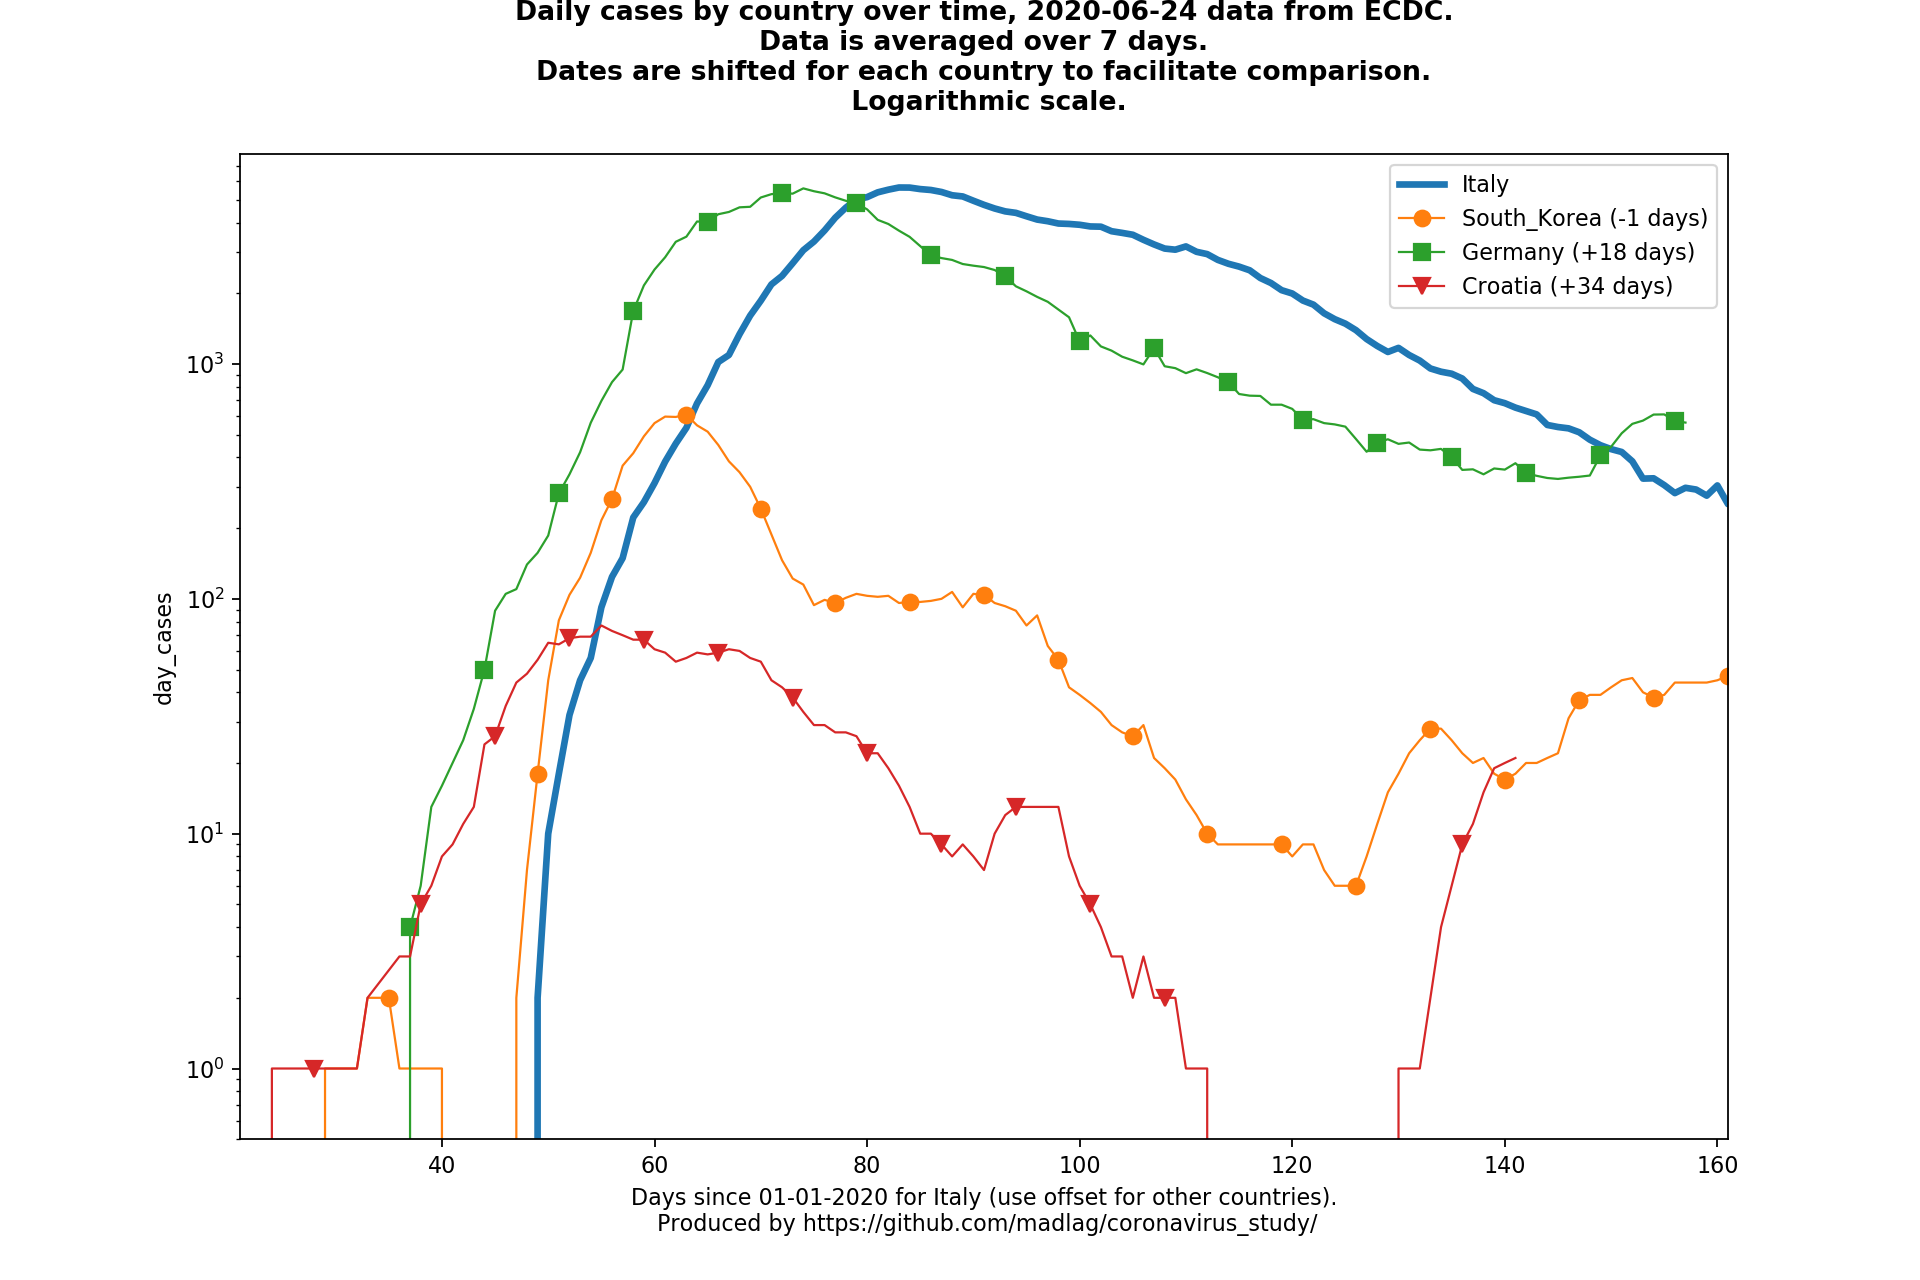 Daily cases by country over time, 2020-06-24 data from ECDC.
Data is averaged over 7 days.
Dates are shifted for each country to facilitate comparison.
Logarithmic scale.
Italy
South_Korea (-1 days)
Germany (+18 days)
Croatia (+34 days)
day_cases
10³
10²
10¹
10⁰
40 60 80 100 120 140 160
Days since 01-01-2020 for Italy (use offset for other countries).
Produced by https://github.com/madlag/coronavirus_study/